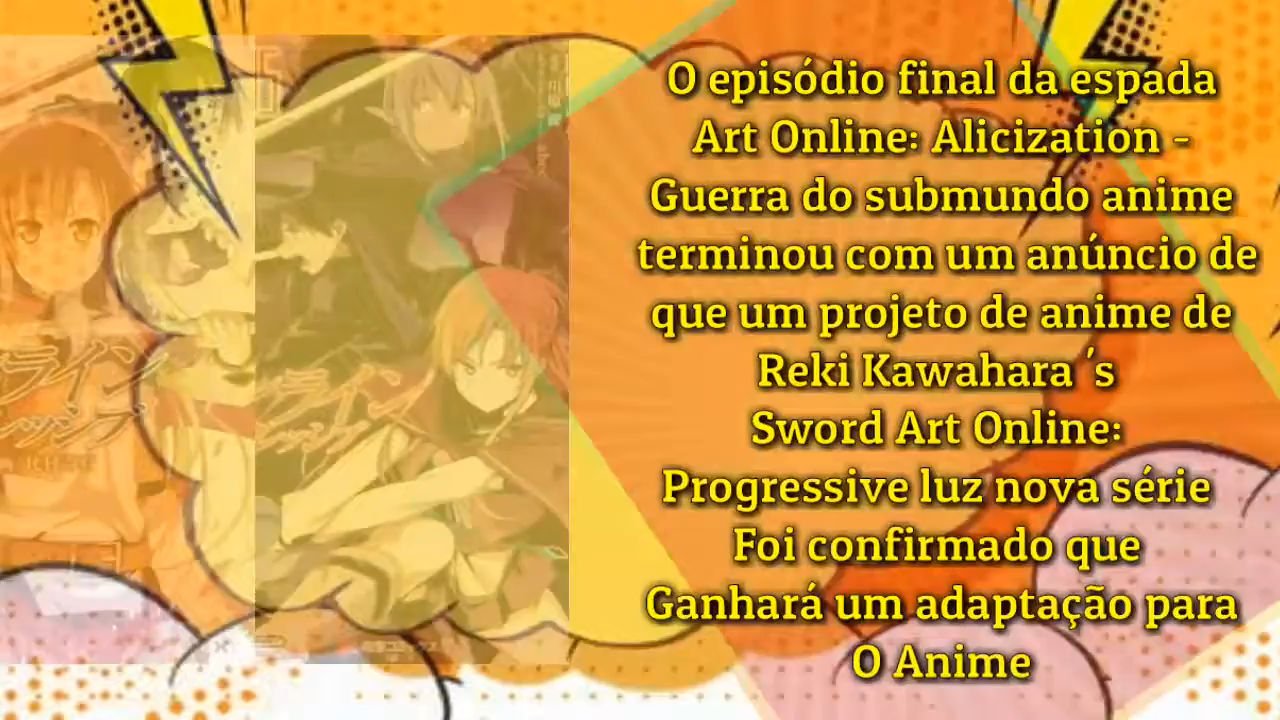 O episódio final da espada
Art Online: Alicization -
Guerra do submundo anime
terminou com um anúncio de
que um projeto de anime de
Reki Kawahara ´s
Sword Art Online:
Progressive luz nova série
Foi confirmado que
Ganhará um adaptação para
O Anime